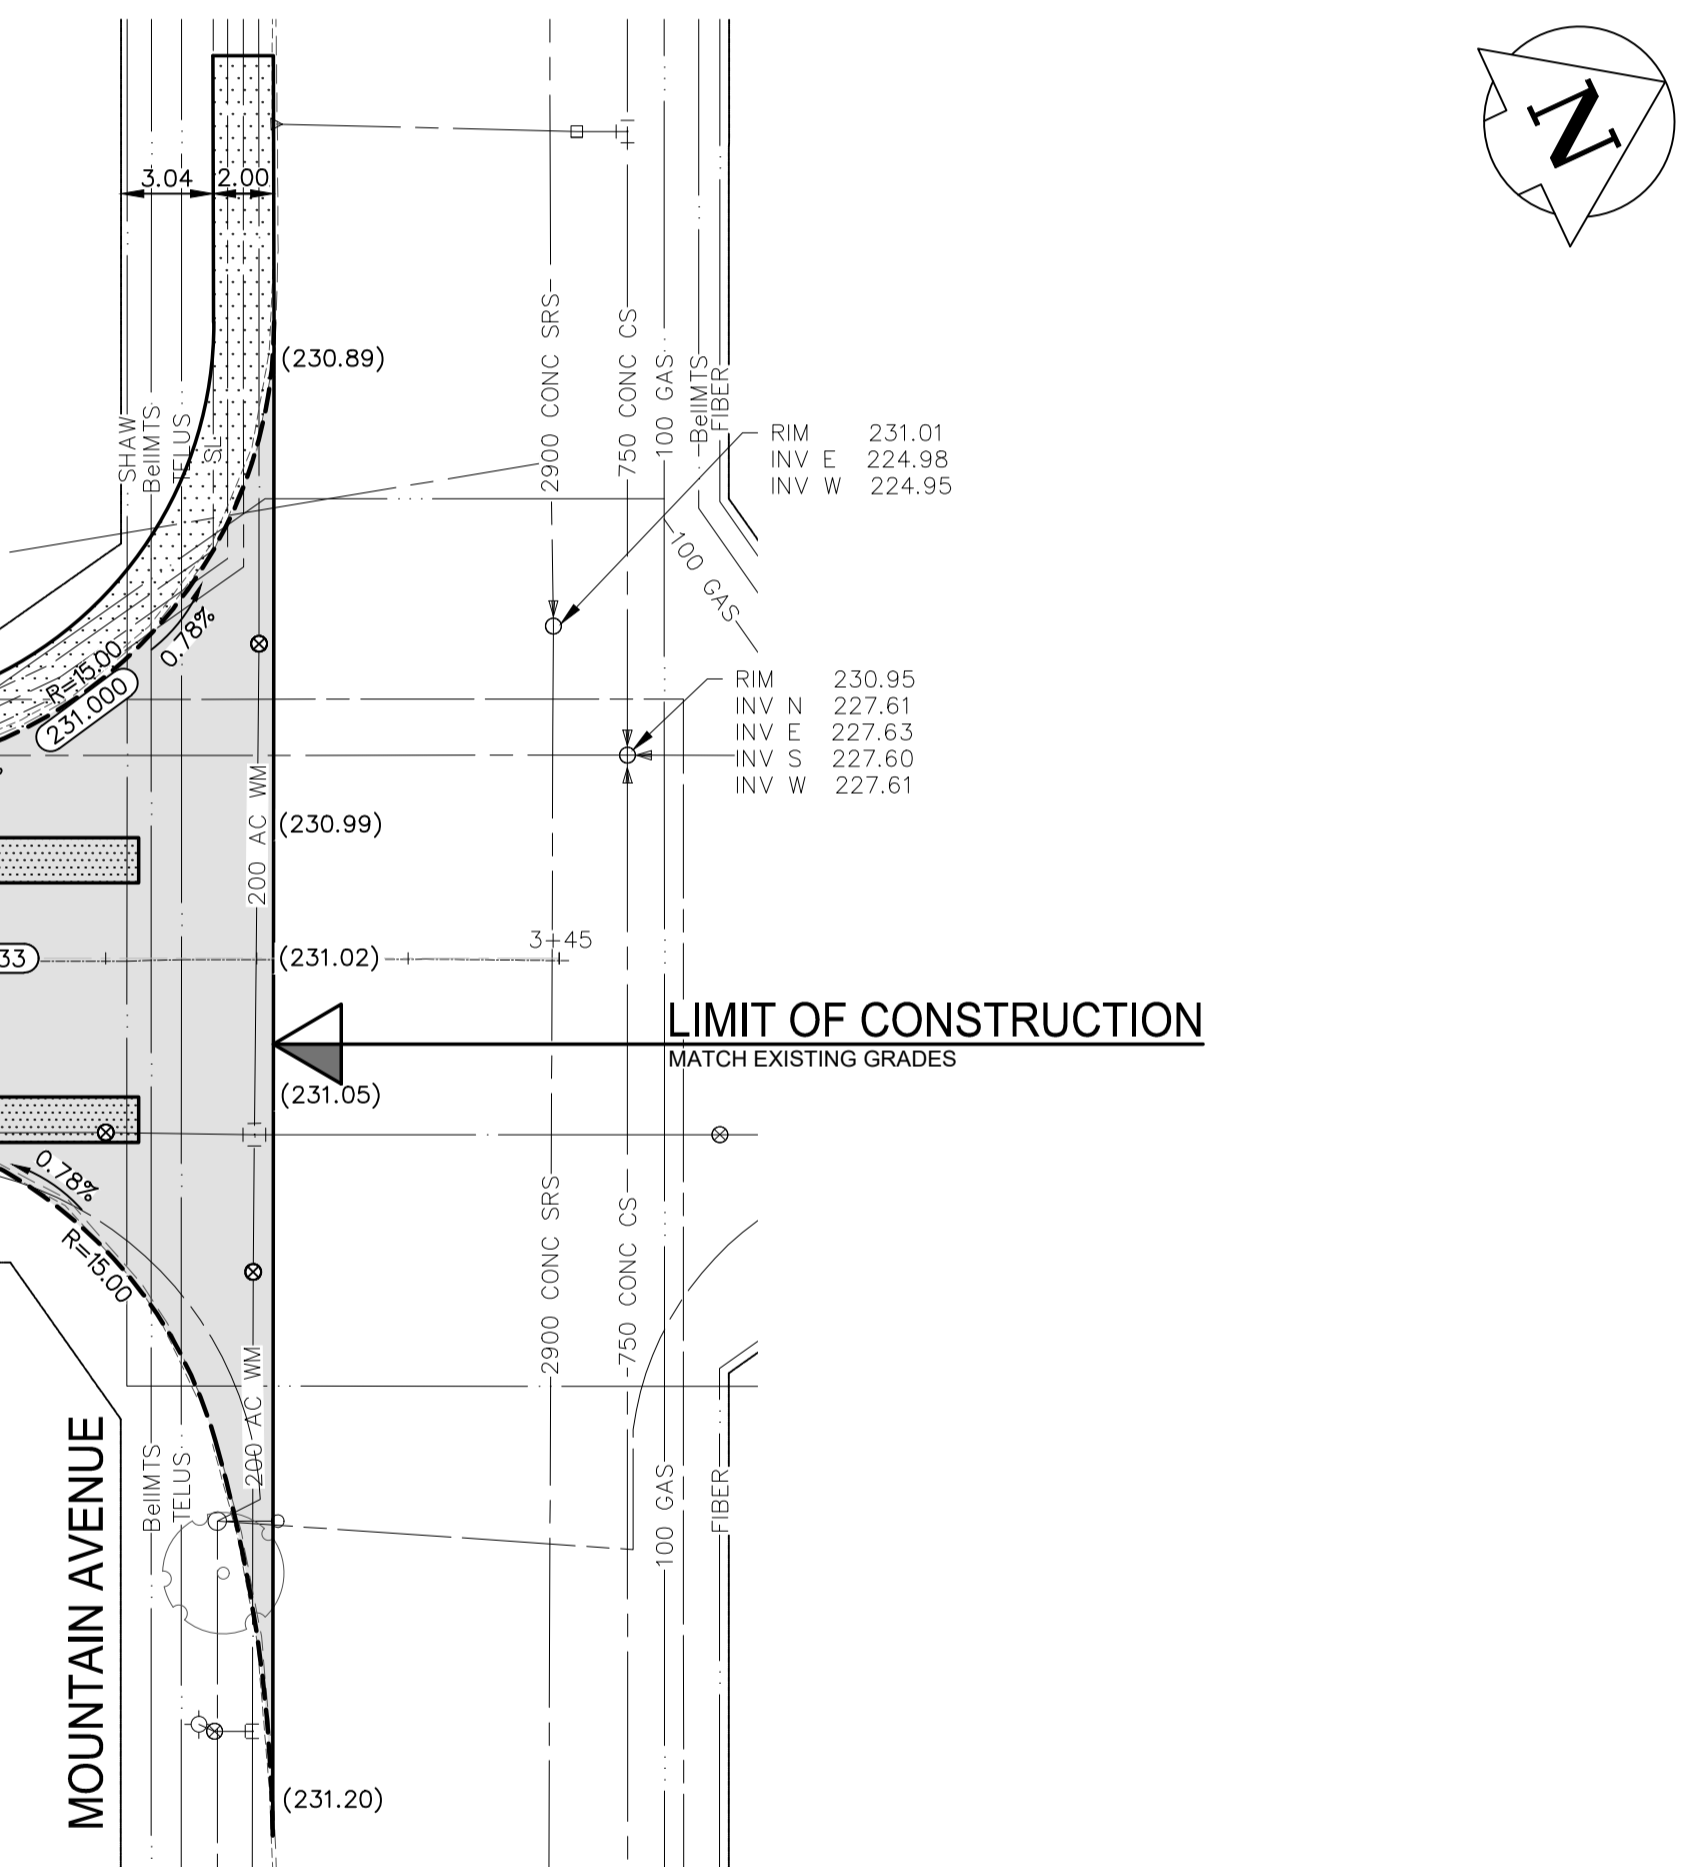 N
3.04
2.00
(230.89)
2900 CONC SRS
750 CONC CS
100 GAS
BellMTS
FIBER
SHAW
BellMTS
TELUS
SL
RIM 231.01
INV E 224.98
INV W 224.95
100 GAS
0.78%
R=15.00
231.000
RIM 230.95
INV N 227.61
INV E 227.63
INV S 227.60
INV W 227.61
200 AC WM
(230.99)
33
(231.02)
3+45
LIMIT OF CONSTRUCTION
MATCH EXISTING GRADES
(231.05)
0.78%
R=15.00
2900 CONC SRS
750 CONC CS
200 AC WM
MOUNTAIN AVENUE
BellMTS
TELUS
100 GAS
FIBER
(231.20)